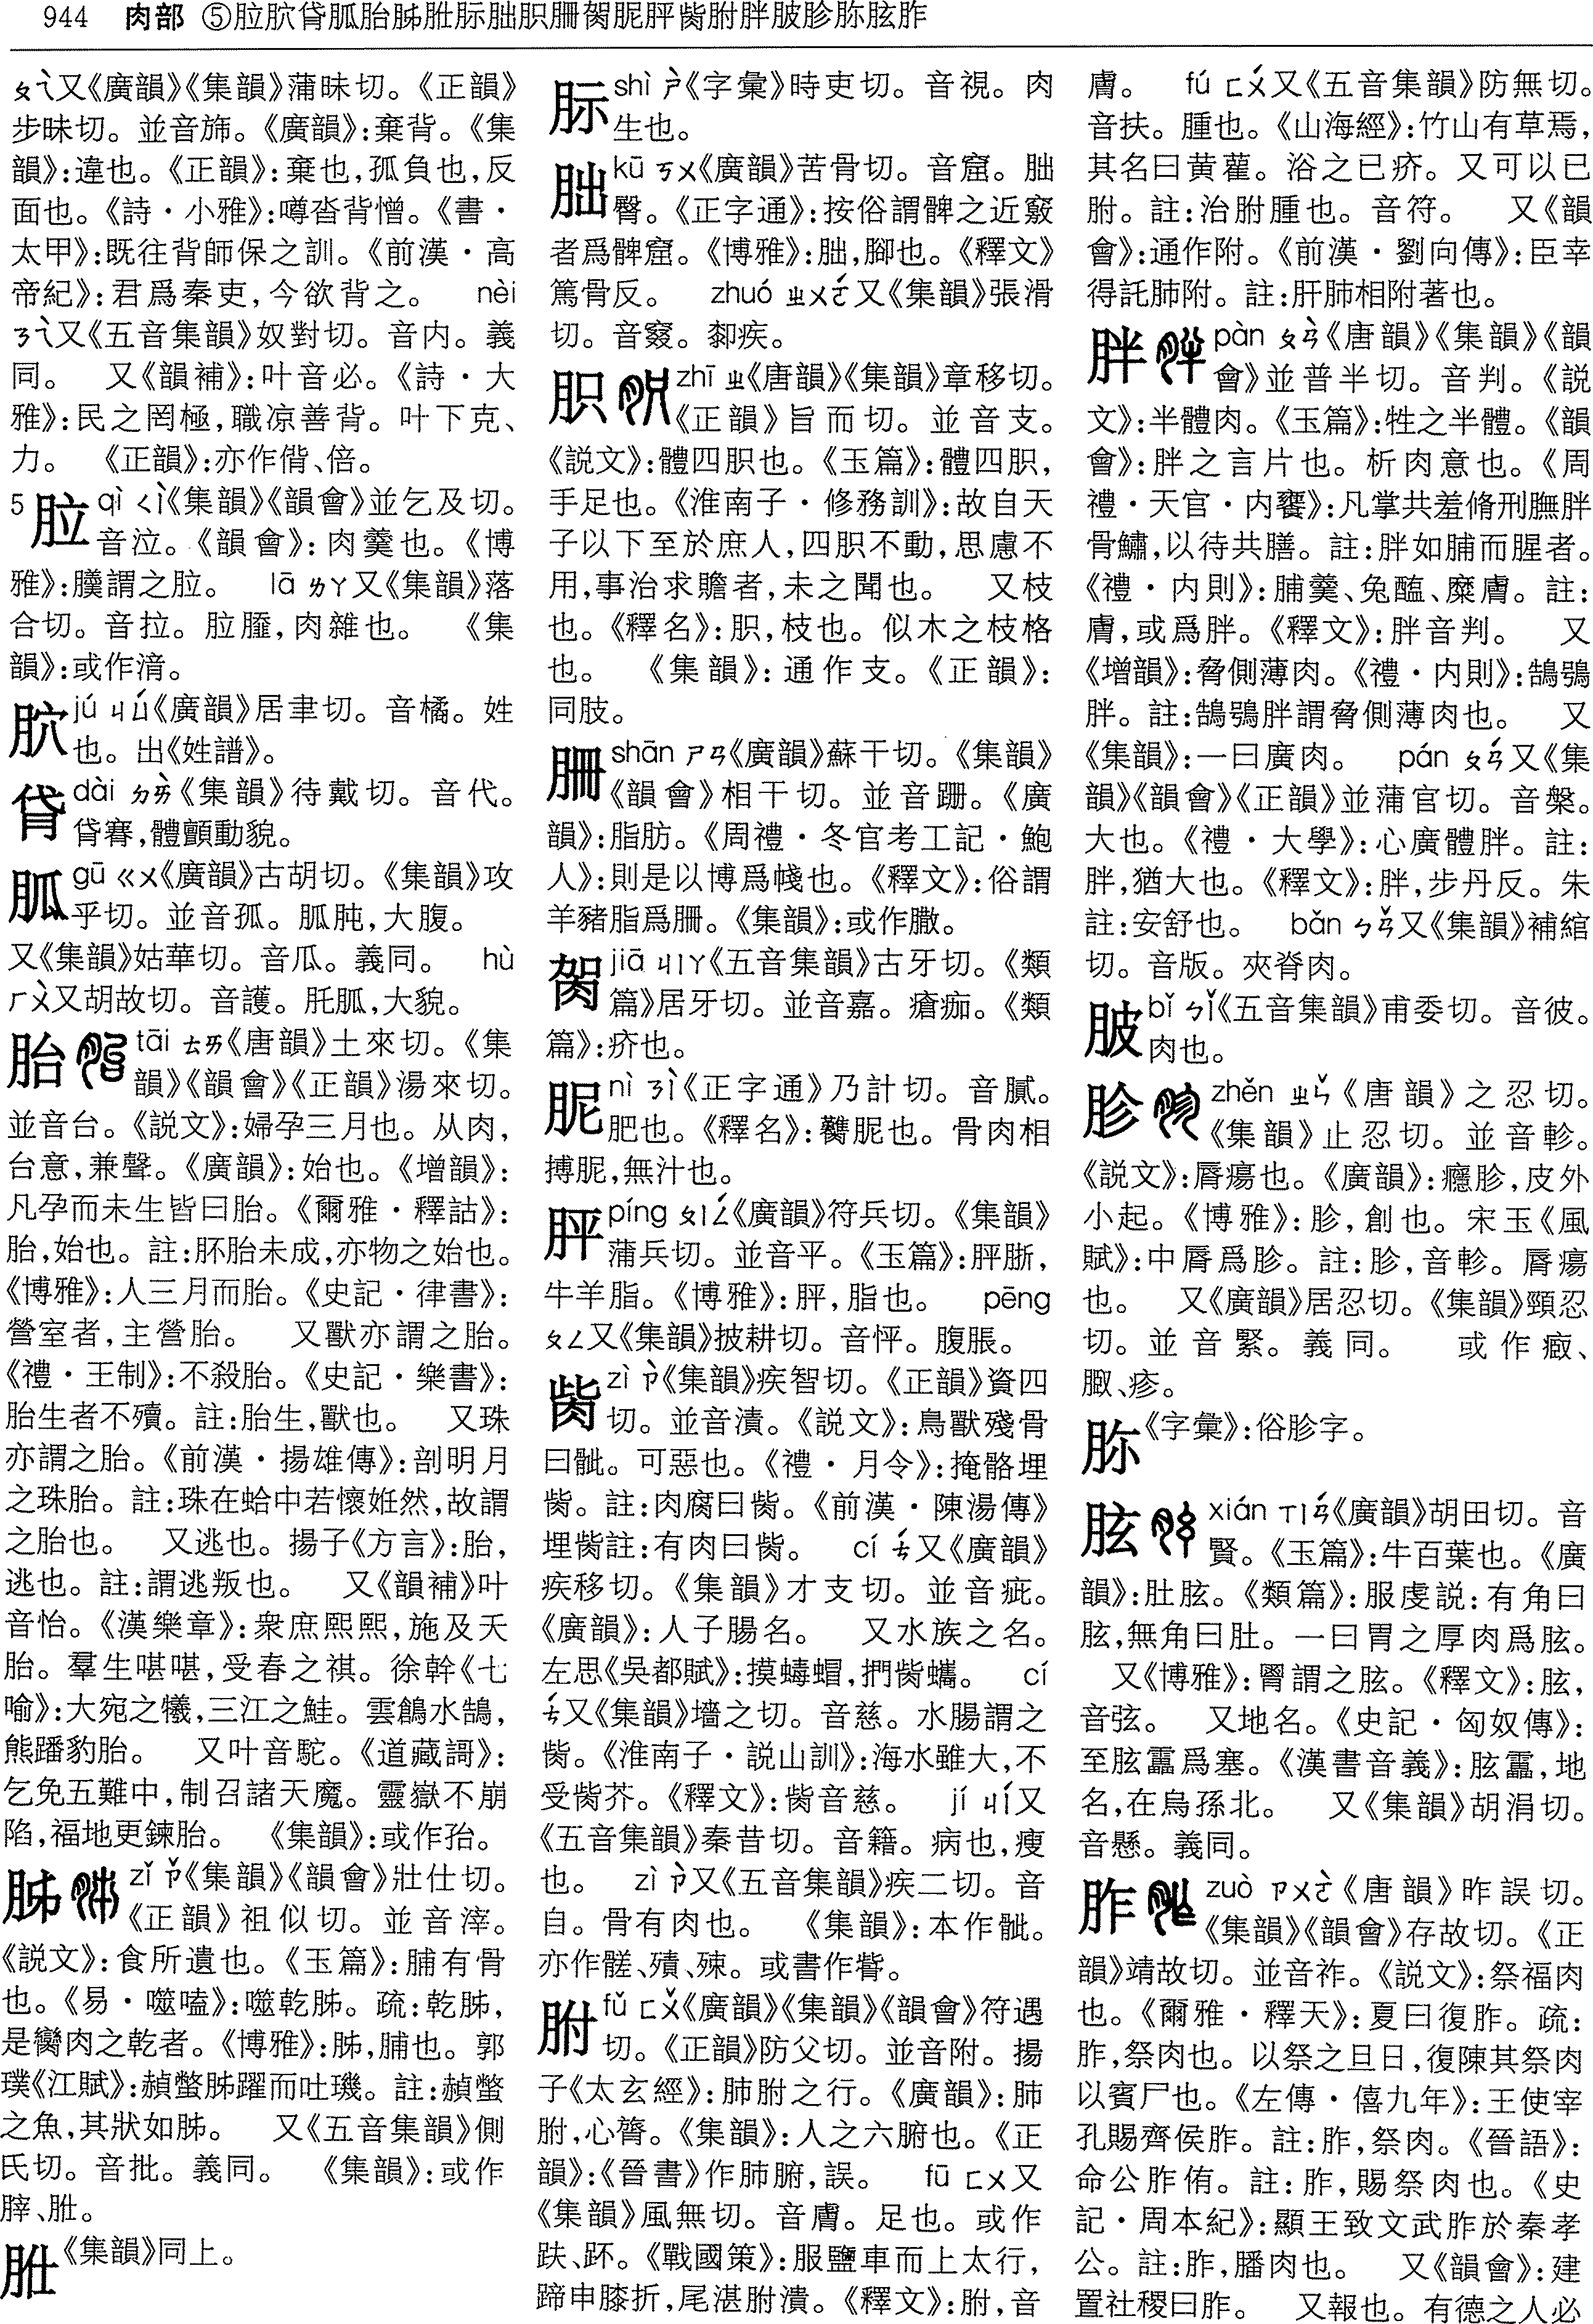 944 肉部 ⑤䏠䏐䏆胍胎胏𦙼䏡朏胑𦙱䏧胒胓胔胕胖䏢胗䏚胘胙
ㄆㄟ又《廣韻》《集韻》蒲昧切。《正韻》
步昧切。並音旆。《廣韻》:棄背。《集
韻》:違也。《正韻》:棄也,孤負也,反
面也。《詩·小雅》:噂沓背憎。《書·
太甲》:既往背師保之訓。《前漢·高
帝紀》:君爲秦吏,今欲背之。 nèi
ㄋㄟ又《五音集韻》奴對切。音内。義
同。 又《韻補》:叶音必。《詩·大
雅》:民之罔極,職凉善背。叶下克、
力。 《正韻》:亦作偝、倍。
5 䏠 qì ㄑㄧ《集韻》《韻會》並乞及切。
音泣。《韻會》:肉羹也。《博
雅》:膭謂之䏠。 lā ㄌㄚ又《集韻》落
合切。音拉。䏠𦠿,肉雜也。 《集
韻》:或作湇。
jú ㄐㄩ《廣韻》居聿切。音橘。姓
也。出《姓譜》。
dài ㄉㄞ《集韻》待戴切。音代。
,體顫動貌。
胍 gū ㄍㄨ《廣韻》古胡切。《集韻》攻
乎切。並音孤。胍肫,大腹。
又《集韻》姑華切。音瓜。義同。 hù
ㄏㄨ又胡故切。音護。胍,大貌。
胎 tāi ㄊㄞ《唐韻》土來切。《集
韻》《韻會》《正韻》湯來切。
並音台。《説文》:婦孕三月也。从肉,
台意,兼聲。《廣韻》:始也。《增韻》:
凡孕而未生皆曰胎。《爾雅·釋詁》:
胎,始也。註:胚胎未成,亦物之始也。
《博雅》:人三月而胎。《史記·律書》:
營室者,主營胎。 又獸亦謂之胎。
《禮·王制》:不殺胎。《史記·樂書》:
胎生者不殰。註:胎生,獸也。 又珠
亦謂之胎。《前漢·揚雄傳》:剖明月
之珠胎。註:珠在蛤中若懷姙然,故謂
之胎也。 又逃也。揚子《方言》:胎,
逃也。註:謂逃叛也。 又《韻補》叶
音怡。《漢樂章》:衆庶熙熙,施及夭
胎。羣生啿啿,受春之祺。徐幹《七
喻》:大宛之犧,三江之鮭。雲鶬水鵠,
熊蹯豹胎。 又叶音駝。《道藏謌》:
乞免五難中,制召諸天魔。靈嶽不崩
陷,福地更鍊胎。 《集韻》:或作孡。
胏 zǐ ㄗ《集韻》《韻會》壯仕切。
《正韻》祖似切。並音滓。
《説文》:食所遺也。《玉篇》:脯有骨
也。《易·噬嗑》:噬乾胏。疏:乾胏,
是臠肉之乾者。《博雅》:胏,脯也。郭
璞《江賦》:赬蟞胏躍而吐璣。註:赬蟞
之魚,其狀如胏。 又《五音集韻》側
氏切。音批。義同。 《集韻》:或作
𦞤、𦙼。
𦙼《集韻》同上。
䏡 shì ㄕ《字彙》時吏切。音視。肉
生也。
朏 kū ㄎㄨ《廣韻》苦骨切。音窟。朏
臀。《正字通》:按俗謂髀之近竅
者爲髀窟。《博雅》:朏,腳也。《釋文》
篤骨反。 zhuó ㄓㄨㄛ又《集韻》張滑
切。音窡。䣛疾。
胑 zhī ㄓ《唐韻》《集韻》章移切。
《正韻》旨而切。並音支。
《説文》:體四胑也。《玉篇》:體四胑,
手足也。《淮南子·修務訓》:故自天
子以下至於庶人,四胑不動,思慮不
用,事治求贍者,未之聞也。 又枝
也。《釋名》:胑,枝也。似木之枝格
也。 《集韻》:通作支。《正韻》:
同肢。
𦙱 shān ㄕㄢ《廣韻》蘇干切。《集韻》
《韻會》相干切。並音跚。《廣
韻》:脂肪。《周禮·冬官考工記·鮑
人》:則是以博爲帴也。《釋文》:俗謂
羊豬脂爲𦙱。《集韻》:或作𦠿。
䏧 jiā ㄐㄧㄚ《五音集韻》古牙切。《類
篇》居牙切。並音嘉。瘡痂。《類
篇》:疥也。
胒 nì ㄋㄧ《正字通》乃計切。音膩。
肥也。《釋名》:臡胒也。骨肉相
搏胒,無汁也。
胓 píng ㄆㄧㄥ《廣韻》符兵切。《集韻》
蒲兵切。並音平。《玉篇》:胓䏟,
牛羊脂。《博雅》:胓,脂也。 pēng
ㄆㄥ又《集韻》披耕切。音怦。腹脹。
胔 zì ㄗ《集韻》疾智切。《正韻》資四
切。並音漬。《説文》:鳥獸殘骨
曰骴。可惡也。《禮·月令》:掩骼埋
胔。註:肉腐曰胔。《前漢·陳湯傳》
埋胔註:有肉曰胔。 cí ㄘ又《廣韻》
疾移切。《集韻》才支切。並音疵。
《廣韻》:人子腸名。 又水族之名。
左思《吳都賦》:摸蝳蝐,捫胔蠵。 cí
ㄘ又《集韻》墻之切。音慈。水腸謂之
胔。《淮南子·説山訓》:海水雖大,不
受胔芥。《釋文》:胔音慈。 jí ㄐㄧ又
《五音集韻》秦昔切。音籍。病也,瘦
也。 zì ㄗ又《五音集韻》疾二切。音
自。骨有肉也。 《集韻》:本作骴。
亦作髊、殨、殐。或書作㱴。
胕 fǔ ㄈㄨ《廣韻》《集韻》《韻會》符遇
切。《正韻》防父切。並音附。揚
子《太玄經》:肺胕之行。《廣韻》:肺
胕,心膂。《集韻》:人之六腑也。《正
韻》:《晉書》作肺腑,誤。 fū ㄈㄨ又
《集韻》風無切。音膚。足也。或作
趺、䟔。《戰國策》:服鹽車而上太行,
蹄申膝折,尾湛胕潰。《釋文》:胕,音
膚。 fú ㄈㄨ又《五音集韻》防無切。
音扶。腫也。《山海經》:竹山有草焉,
其名曰黄雚。浴之已疥。又可以已
胕。註:治胕腫也。音符。 又《韻
會》:通作附。《前漢·劉向傳》:臣幸
得託肺附。註:肝肺相附著也。
胖 pàn ㄆㄢ《唐韻》《集韻》《韻
會》並普半切。音判。《説
文》:半體肉。《玉篇》:牲之半體。《韻
會》:胖之言片也。析肉意也。《周
禮·天官·内饔》:凡掌共羞脩刑膴胖
骨鱐,以待共膳。註:胖如脯而腥者。
《禮·内則》:脯羹、兔醢、麋膚。註:
膚,或爲胖。《釋文》:胖音判。 又
《增韻》:脅側薄肉。《禮·内則》:鵠鴞
胖。註:鵠鴞胖謂脅側薄肉也。 又
《集韻》:一曰廣肉。 pán ㄆㄢ又《集
韻》《韻會》《正韻》並蒲官切。音槃。
大也。《禮·大學》:心廣體胖。註:
胖,猶大也。《釋文》:胖,步丹反。朱
註:安舒也。 bǎn ㄅㄢ又《集韻》補綰
切。音版。夾脊肉。
䏢 bǐ ㄅㄧ《五音集韻》甫委切。音彼。
肉也。
胗 zhěn ㄓㄣ《唐韻》之忍切。
《集韻》止忍切。並音軫。
《説文》:脣瘍也。《廣韻》:癮胗,皮外
小起。《博雅》:胗,創也。宋玉《風
賦》:中脣爲胗。註:胗,音軫。脣瘍
也。 又《廣韻》居忍切。《集韻》頸忍
切。並音緊。義同。 或作㾕、
䐜、疹。
䏚《字彙》:俗胗字。
胘 xián ㄒㄧㄢ《廣韻》胡田切。音
賢。《玉篇》:牛百葉也。《廣
韻》:肚胘。《類篇》:服虔説:有角曰
胘,無角曰肚。一曰胃之厚肉爲胘。
又《博雅》:胃謂之胘。《釋文》:胘,
音弦。 又地名。《史記·匈奴傳》:
至胘靁爲塞。《漢書音義》:胘靁,地
名,在烏孫北。 又《集韻》胡涓切。
音懸。義同。
胙 zuò ㄗㄨㄛ《唐韻》昨誤切。
《集韻》《韻會》存故切。《正
韻》靖故切。並音祚。《説文》:祭福肉
也。《爾雅·釋天》:夏曰復胙。疏:
胙,祭肉也。以祭之旦日,復陳其祭肉
以賓尸也。《左傳·僖九年》:王使宰
孔賜齊侯胙。註:胙,祭肉。《晉語》:
命公胙侑。註:胙,賜祭肉也。《史
記·周本紀》:顯王致文武胙於秦孝
公。註:胙,膰肉也。 又《韻會》:建
置社稷曰胙。 又報也。有德之人必